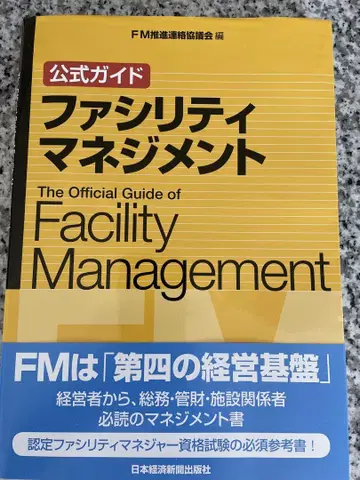 FM推進連絡協議会 編
公式ガイド
ファシリティ
マネジメント
The Official Guide of
Facility
Management
FMは「第四の経営基盤」
経営者から、総務・管財・施設関係者
必読のマネジメント書
認定ファシリティマネジャー資格試験の必須参考書!
日本経済新聞出版社